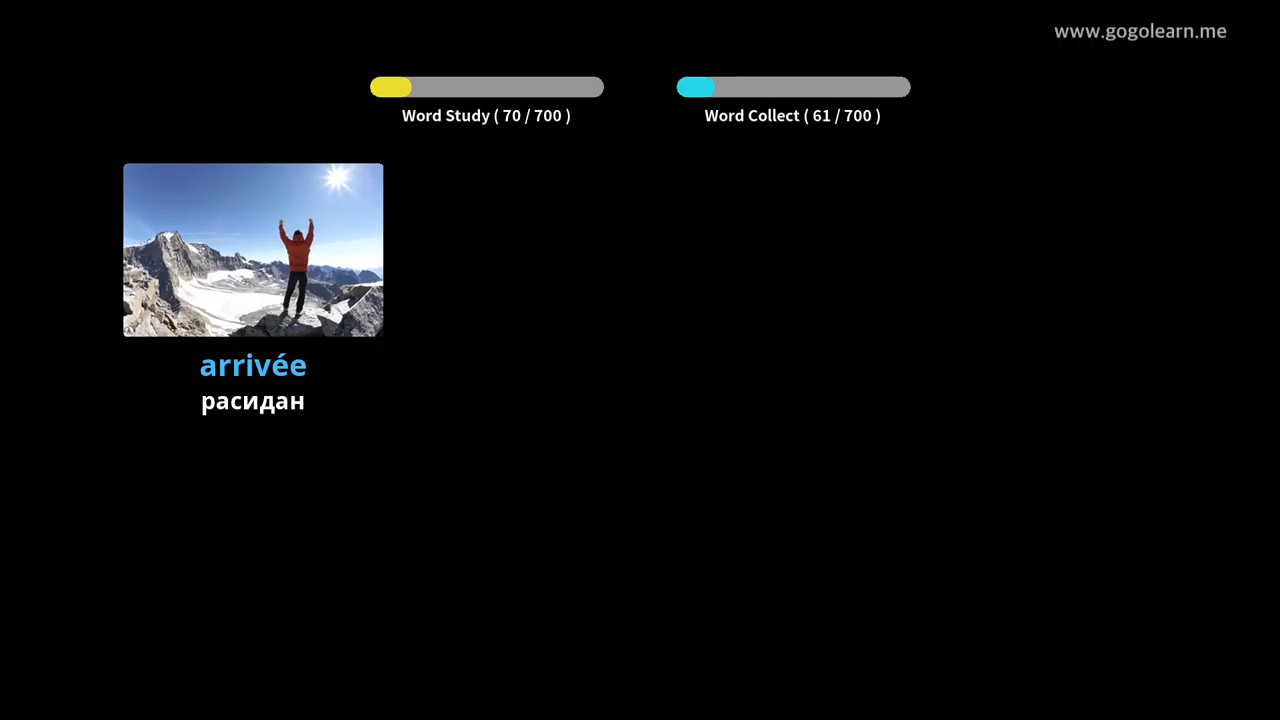 www.gogolearn.me
Word Study ( 70 / 700 )
Word Collect ( 61 / 700 )
arrivée
расидан